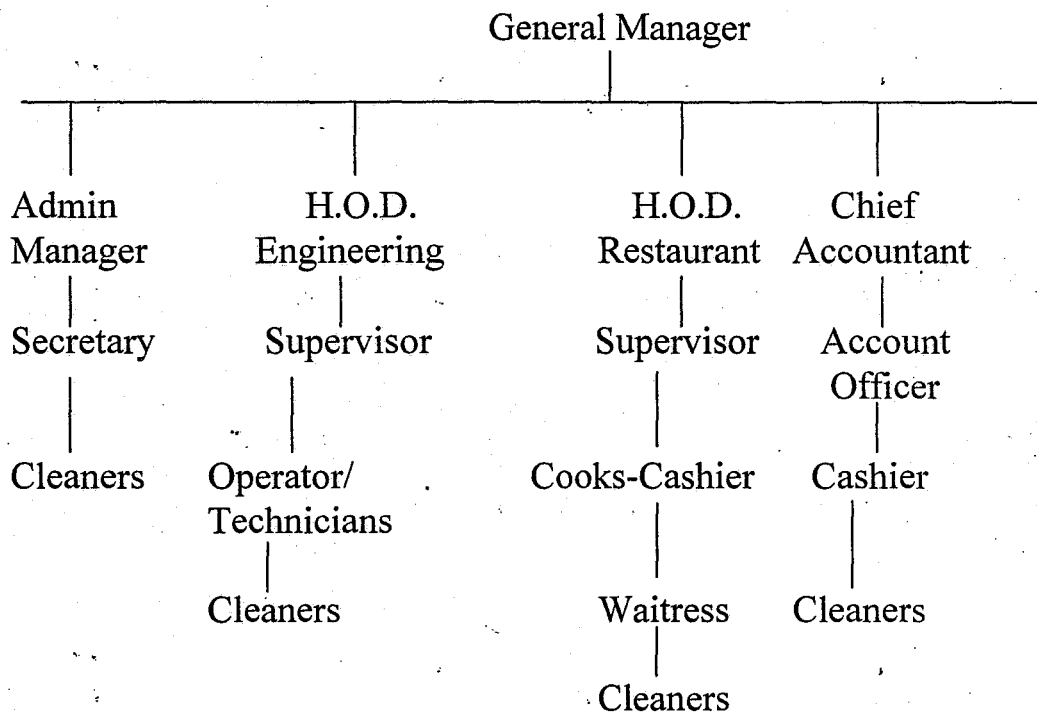 General Manager
Admin
Manager
Secretary
Cleaners
H.O.D.
Engineering
Supervisor
Operator/
Technicians
Cleaners
H.O.D.
Restaurant
Supervisor
Cooks-Cashier
Waitress
Cleaners
Chief
Accountant
Account
Officer
Cashier
Cleaners